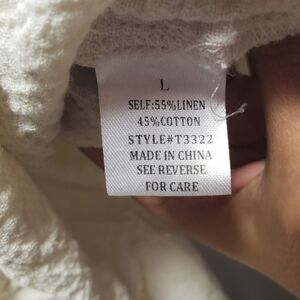 L
SELF:55%LINEN
45%COTTON
STYLE#T3322
MADE IN CHINA
SEE REVERSE
FOR CARE